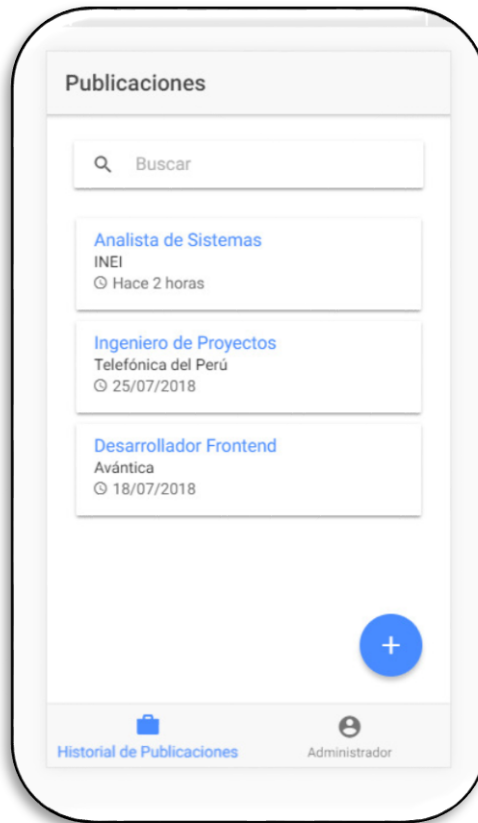 Publicaciones
Buscar
Analista de Sistemas
INEI
Hace 2 horas
Ingeniero de Proyectos
Telefónica del Perú
25/07/2018
Desarrollador Frontend
Avántica
18/07/2018
+
Historial de Publicaciones
Administrador